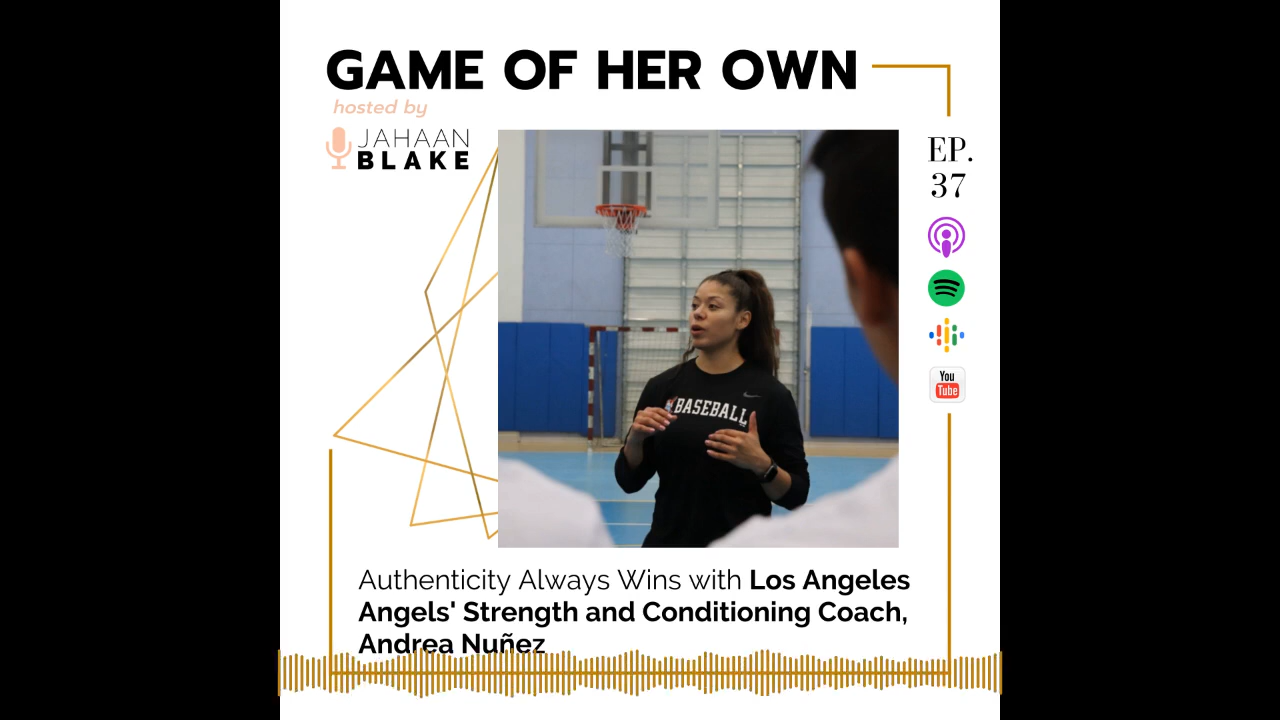 GAME OF HER OWN
hosted by
JAHAAN
BLAKE
EP.
37
You
Tube
BASEBALL
Authenticity Always Wins with Los Angeles
Angels' Strength and Conditioning Coach,
Andrea Nuñez